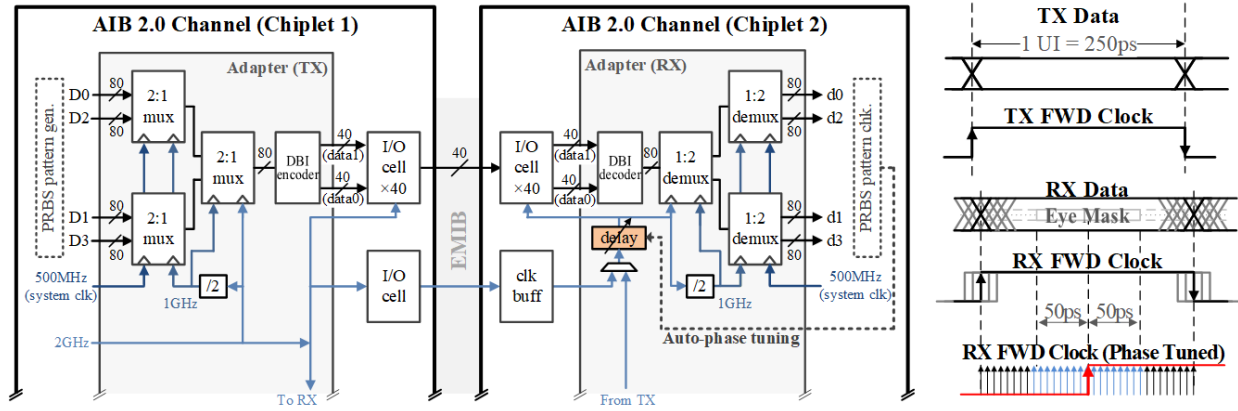 AIB 2.0 Channel (Chiplet 1)
Adapter (TX)
PRBS pattern gen.
D0
80
D2
80
2:1
mux
D1
80
D3
80
2:1
mux
2:1
mux
80
DBI
encoder
40
(data1)
40
(data0)
I/O
cell
×40
40
500MHz
(system clk)
1GHz
/2
I/O
cell
2GHz
To RX
EMIB
AIB 2.0 Channel (Chiplet 2)
Adapter (RX)
I/O
cell
×40
40
(data1)
40
(data0)
DBI
decoder
80
1:2
demux
1:2
demux
80
d0
d2
80
1:2
demux
80
d1
d3
80
PRBS pattern chk.
delay
clk
buff
/2
1GHz
500MHz
(system clk)
Auto-phase tuning
From TX
TX Data
1 UI = 250ps
TX FWD Clock
RX Data
Eye Mask
RX FWD Clock
50ps
50ps
RX FWD Clock (Phase Tuned)